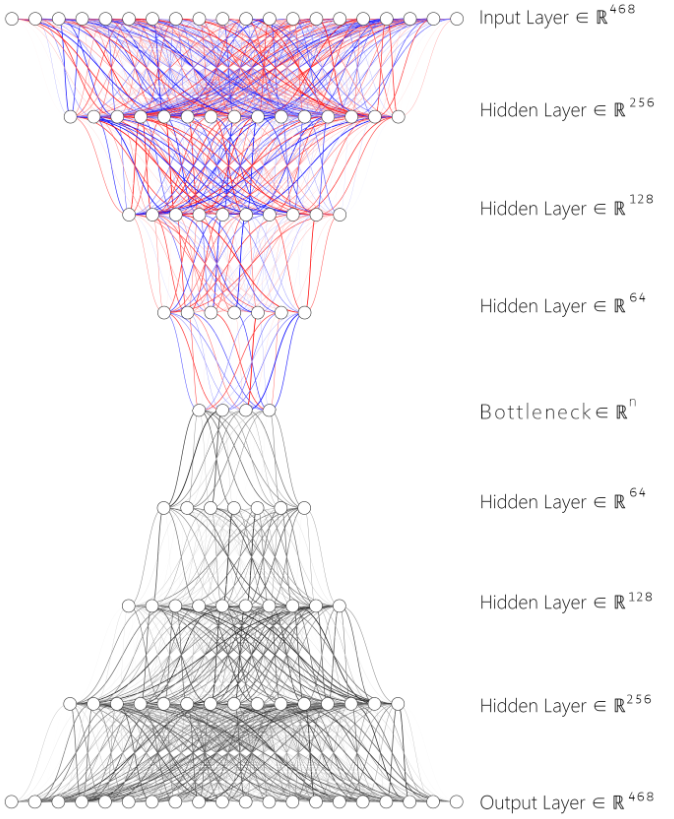 Input Layer ∈ ℝ⁴⁶⁸
Hidden Layer ∈ ℝ²⁵⁶
Hidden Layer ∈ ℝ¹²⁸
Hidden Layer ∈ ℝ⁶⁴
Bottleneck ∈ ℝⁿ
Hidden Layer ∈ ℝ⁶⁴
Hidden Layer ∈ ℝ¹²⁸
Hidden Layer ∈ ℝ²⁵⁶
Output Layer ∈ ℝ⁴⁶⁸